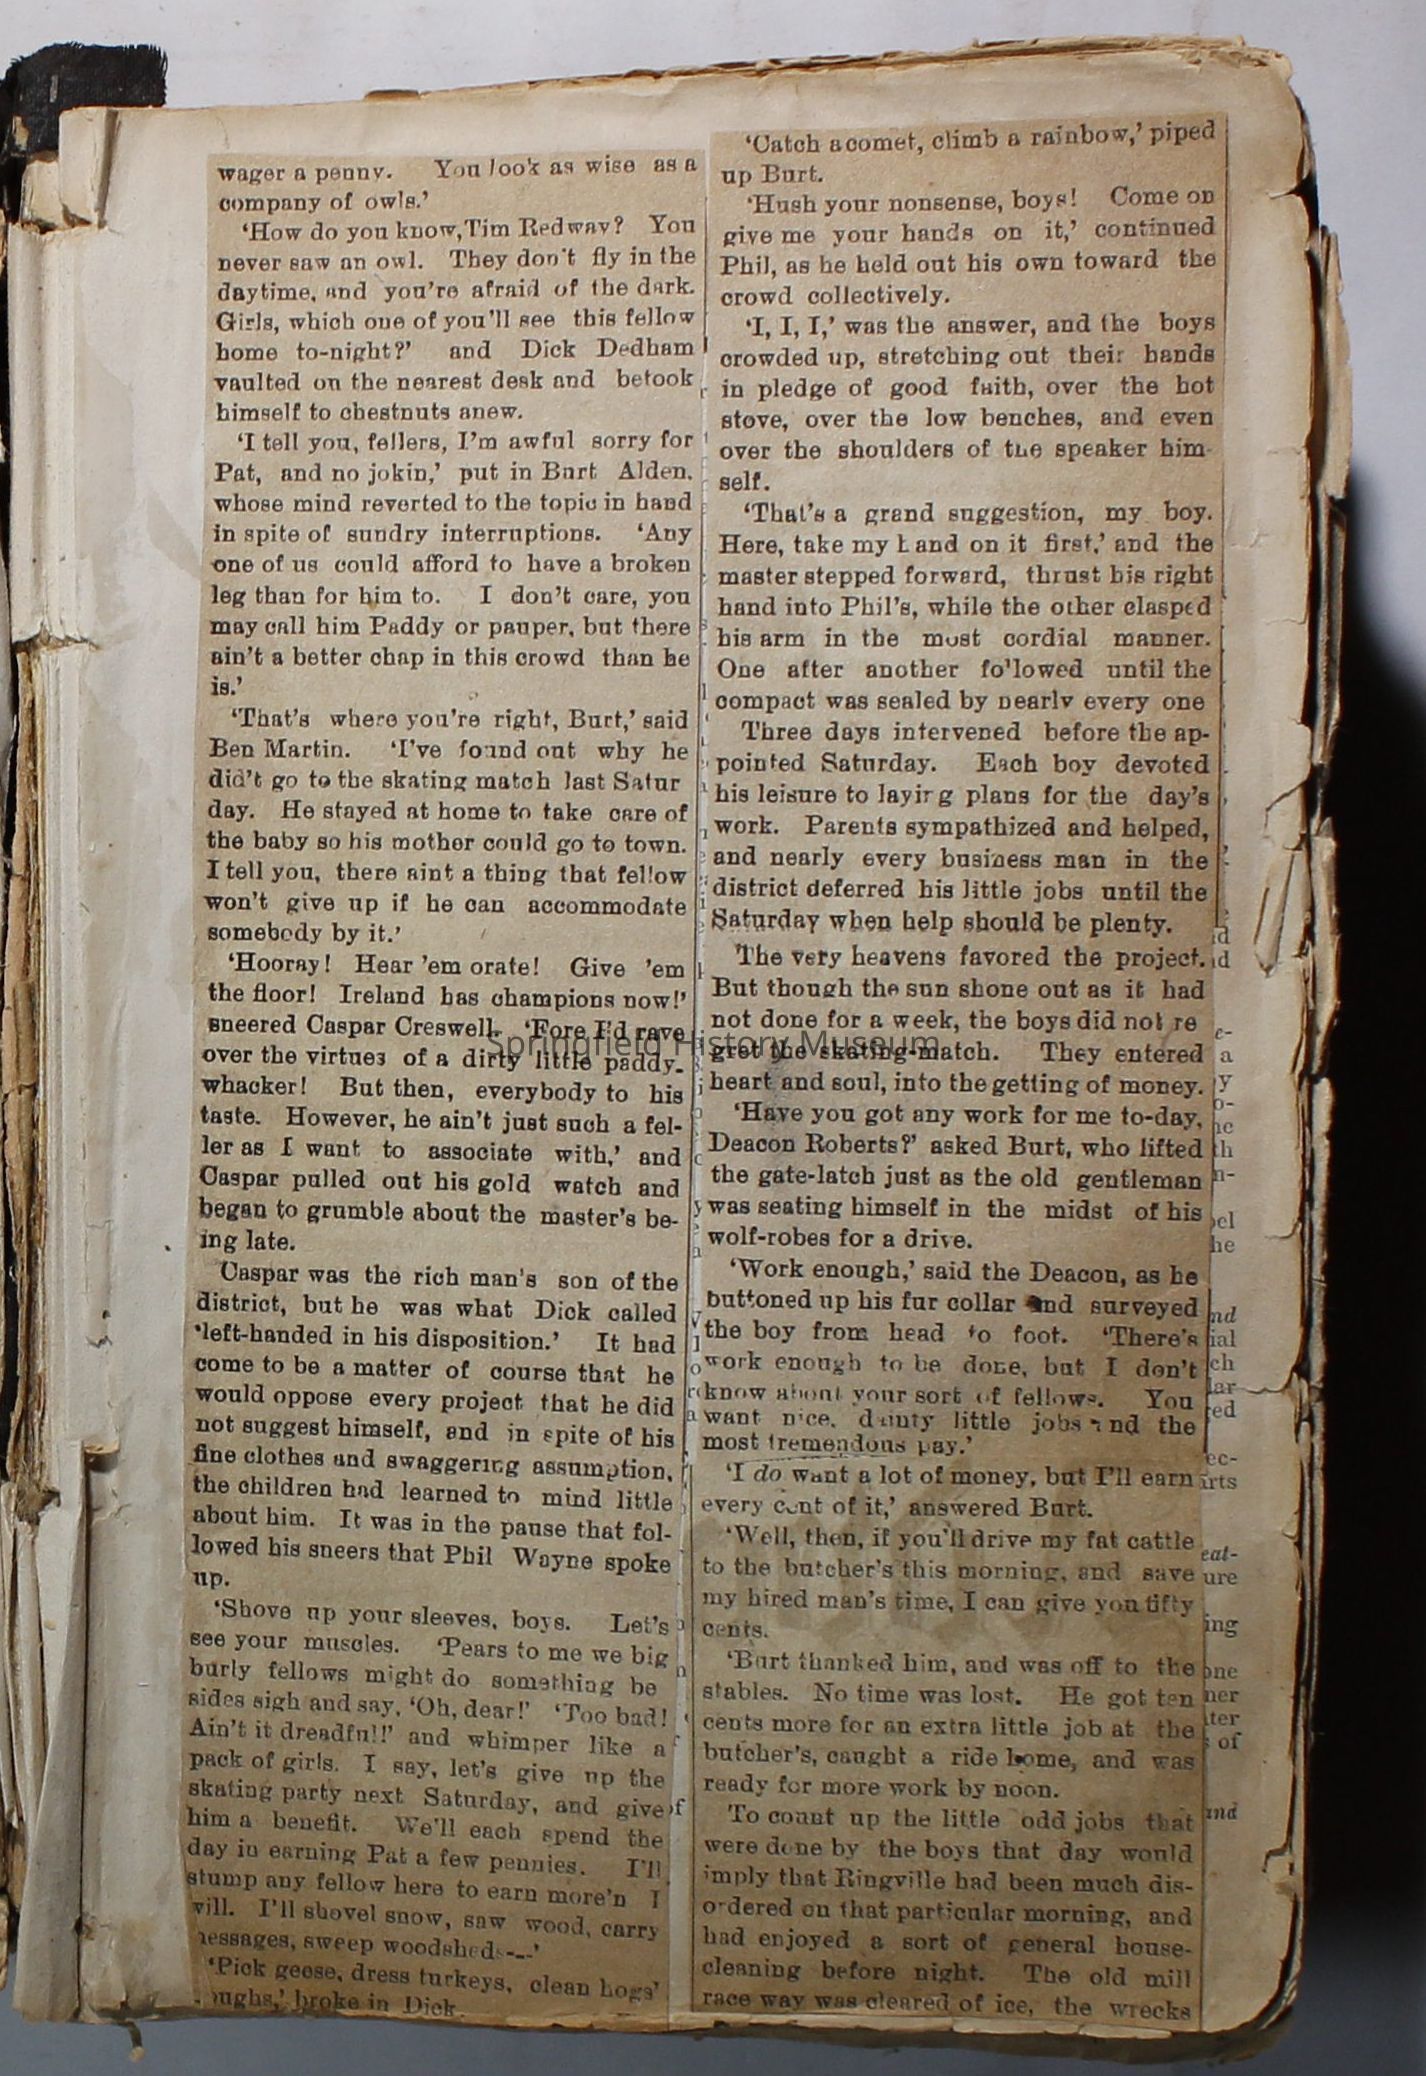 wager a penny. You look as wise as a
company of owls.'
'How do you know, Tim Redway? You
never saw an owl. They don't fly in the
daytime, and you're afraid of the dark.
Girls, which one of you'll see this fellow
home to-night?' and Dick Dedham
vaulted on the nearest desk and betook
himself to chestnuts anew.
'I tell you, fellers, I'm awful sorry for
Pat, and no jokin,' put in Burt Alden,
whose mind reverted to the topic in hand
in spite of sundry interruptions. 'Any
one of us could afford to have a broken
leg than for him to. I don't care, you
may call him Paddy or pauper, but there
ain't a better chap in this crowd than he
is.'
'That's where you're right, Burt,' said
Ben Martin. 'I've found out why he
did't go to the skating match last Satur
day. He stayed at home to take care of
the baby so his mother could go to town.
I tell you, there aint a thing that fellow
won't give up if he can accommodate
somebody by it.'
'Hooray! Hear 'em orate! Give 'em
the floor! Ireland has champions now!'
sneered Caspar Creswell. 'Fore I'd rave
over the virtues of a dirty little paddy-
whacker! But then, everybody to his
taste. However, he ain't just such a fel-
ler as I want to associate with,' and
Caspar pulled out his gold watch and
began to grumble about the master's be-
ing late.
Caspar was the rich man's son of the
district, but he was what Dick called
'left-handed in his disposition.' It had
come to be a matter of course that he
would oppose every project that he did
not suggest himself, and in spite of his
fine clothes and swaggering assumption,
the children had learned to mind little
about him. It was in the pause that fol-
lowed his sneers that Phil Wayne spoke
up.
'Shove up your sleeves, boys. Let's
see your muscles. 'Pears to me we big
burly fellows might do something be
sides sigh and say, 'Oh, dear!' 'Too bad!
Ain't it dreadful!' and whimper like a
pack of girls. I say, let's give up the
skating party next Saturday, and give
him a benefit. We'll each spend the
day in earning Pat a few pennies. I'll
stump any fellow here to earn more'n I
will. I'll shovel snow, saw wood, carry
messages, sweep woodsheds---'
'Pick geese, dress turkeys, clean hogs'
oughs,' broke in Dick.
'Catch a comet, climb a rainbow,' piped
up Burt.
'Hush your nonsense, boys! Come on
give me your hands on it,' continued
Phil, as he held out his own toward the
crowd collectively.
'I, I, I,' was the answer, and the boys
crowded up, stretching out their hands
in pledge of good faith, over the hot
stove, over the low benches, and even
over the shoulders of the speaker him-
self.
'That's a grand suggestion, my boy.
Here, take my hand on it first,' and the
master stepped forward, thrust his right
hand into Phil's, while the other clasped
his arm in the most cordial manner.
One after another followed until the
compact was sealed by nearly every one
Three days intervened before the ap-
pointed Saturday. Each boy devoted
his leisure to laying plans for the day's
work. Parents sympathized and helped,
and nearly every business man in the
district deferred his little jobs until the
Saturday when help should be plenty.
The very heavens favored the project.
But though the sun shone out as it had
not done for a week, the boys did not re
gret the skating-match. They entered
heart and soul, into the getting of money.
'Have you got any work for me to-day,
Deacon Roberts?' asked Burt, who lifted
the gate-latch just as the old gentleman
was seating himself in the midst of his
wolf-robes for a drive.
'Work enough,' said the Deacon, as he
buttoned up his fur collar and surveyed
the boy from head to foot. 'There's
work enough to be done, but I don't
know about your sort of fellows. You
want nice, dainty little jobs and the
most tremendous pay.'
'I do want a lot of money, but I'll earn
every cent of it,' answered Burt.
'Well, then, if you'll drive my fat cattle
to the butcher's this morning, and save
my hired man's time, I can give you fifty
cents.
'Burt thanked him, and was off to the
stables. No time was lost. He got ten
cents more for an extra little job at the
butcher's, caught a ride home, and was
ready for more work by noon.
To count up the little odd jobs that
were done by the boys that day would
imply that Ringville had been much dis-
ordered on that particular morning, and
had enjoyed a sort of general house-
cleaning before night. The old mill
race way was cleared of ice, the wrecks
Springfield History Museum